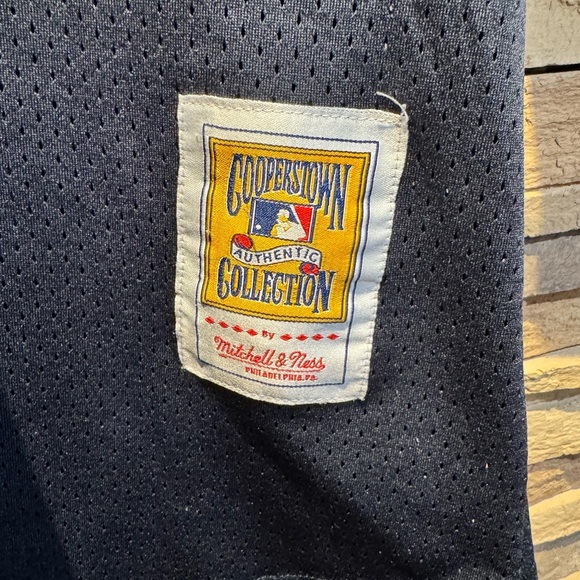 COOPERSTOWN
AUTHENTIC
COLLECTION
BY
Mitchell & Ness
PHILADELPHIA, PA.